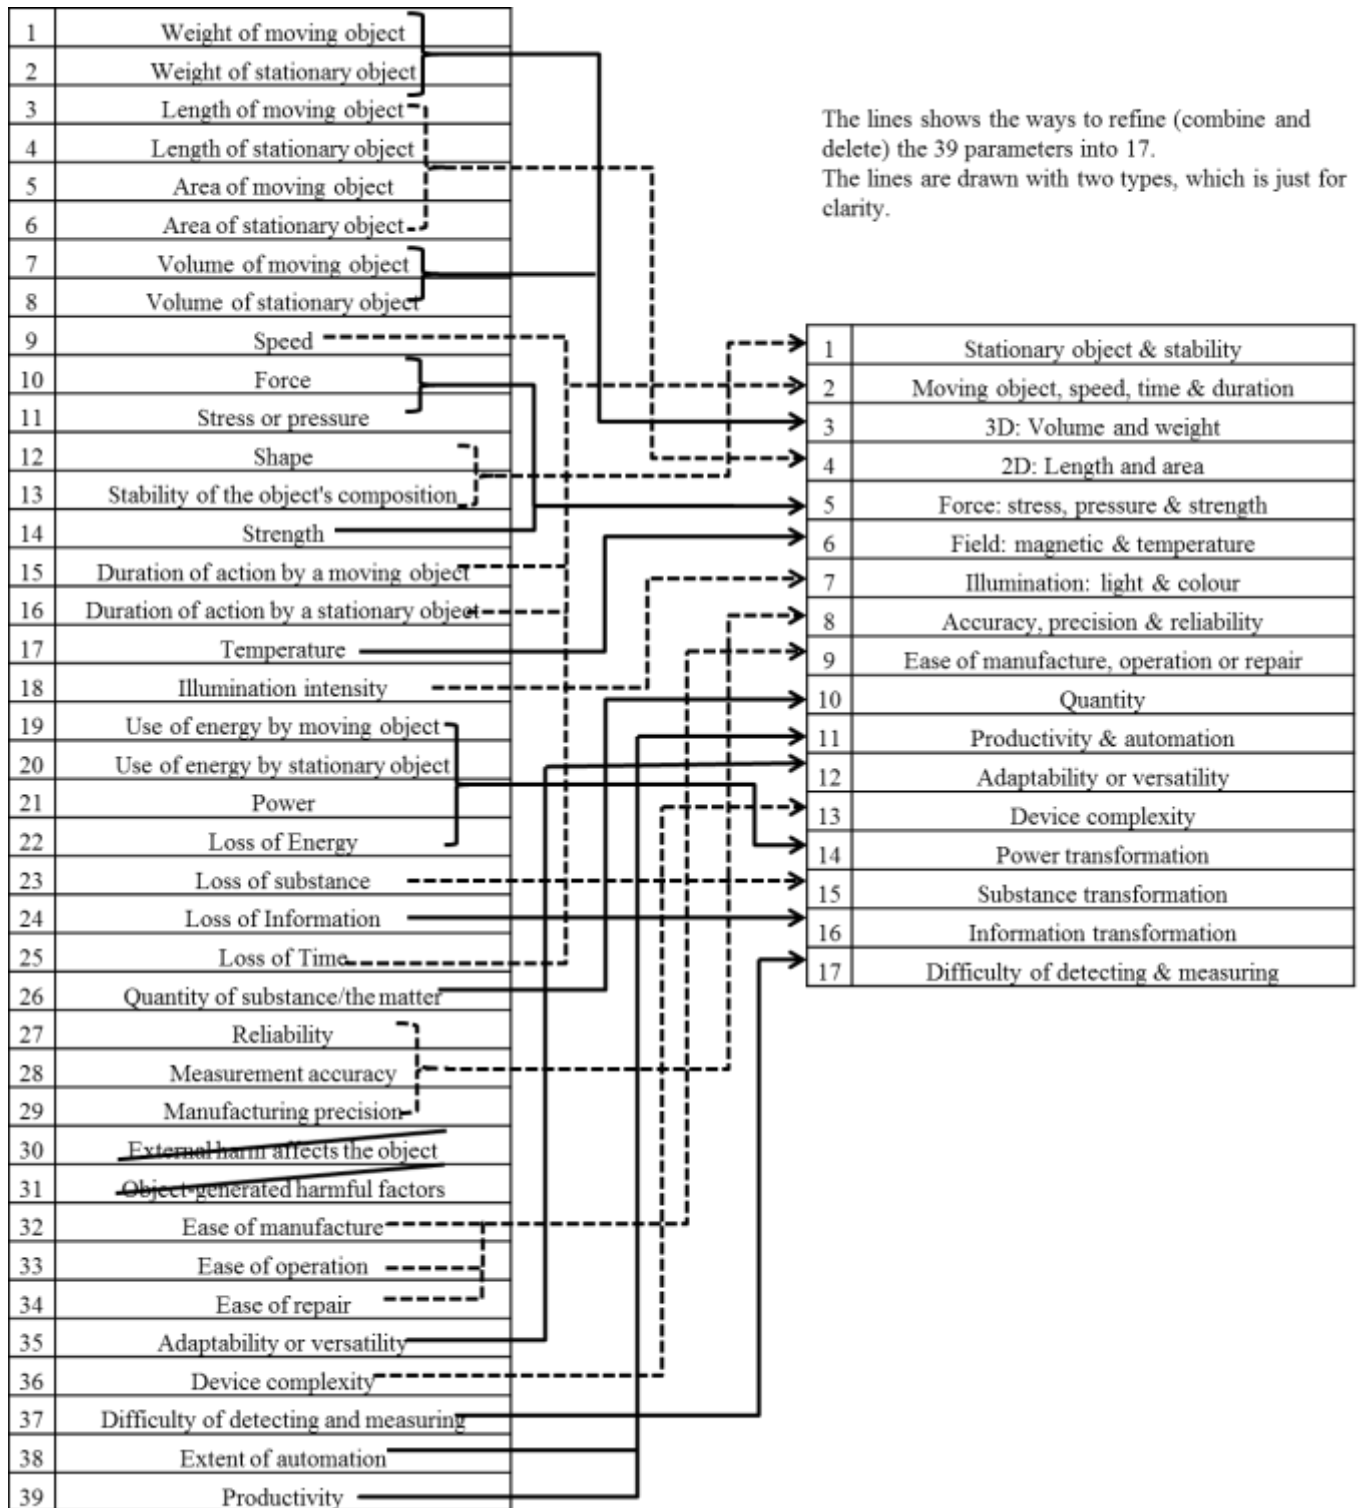 1 Weight of moving object
2 Weight of stationary object
3 Length of moving object
4 Length of stationary object
5 Area of moving object
6 Area of stationary object
7 Volume of moving object
8 Volume of stationary object
9 Speed
10 Force
11 Stress or pressure
12 Shape
13 Stability of the object's composition
14 Strength
15 Duration of action by a moving object
16 Duration of action by a stationary object
17 Temperature
18 Illumination intensity
19 Use of energy by moving object
20 Use of energy by stationary object
21 Power
22 Loss of Energy
23 Loss of substance
24 Loss of Information
25 Loss of Time
26 Quantity of substance/the matter
27 Reliability
28 Measurement accuracy
29 Manufacturing precision
30 External harm affects the object
31 Object-generated harmful factors
32 Ease of manufacture
33 Ease of operation
34 Ease of repair
35 Adaptability or versatility
36 Device complexity
37 Difficulty of detecting and measuring
38 Extent of automation
39 Productivity
The lines shows the ways to refine (combine and
delete) the 39 parameters into 17.
The lines are drawn with two types, which is just for
clarity.
1 Stationary object & stability
2 Moving object, speed, time & duration
3 3D: Volume and weight
4 2D: Length and area
5 Force: stress, pressure & strength
6 Field: magnetic & temperature
7 Illumination: light & colour
8 Accuracy, precision & reliability
9 Ease of manufacture, operation or repair
10 Quantity
11 Productivity & automation
12 Adaptability or versatility
13 Device complexity
14 Power transformation
15 Substance transformation
16 Information transformation
17 Difficulty of detecting & measuring